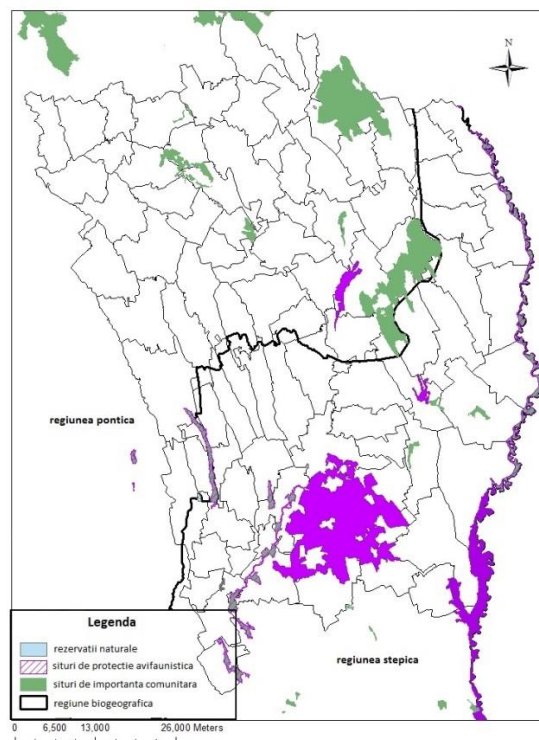 N
regiunea pontica
regiunea stepica
Legenda
rezervatii naturale
situri de protectie avifaunistica
situri de importanta comunitara
regiune biogeografica
0 6,500 13,000 26,000 Meters